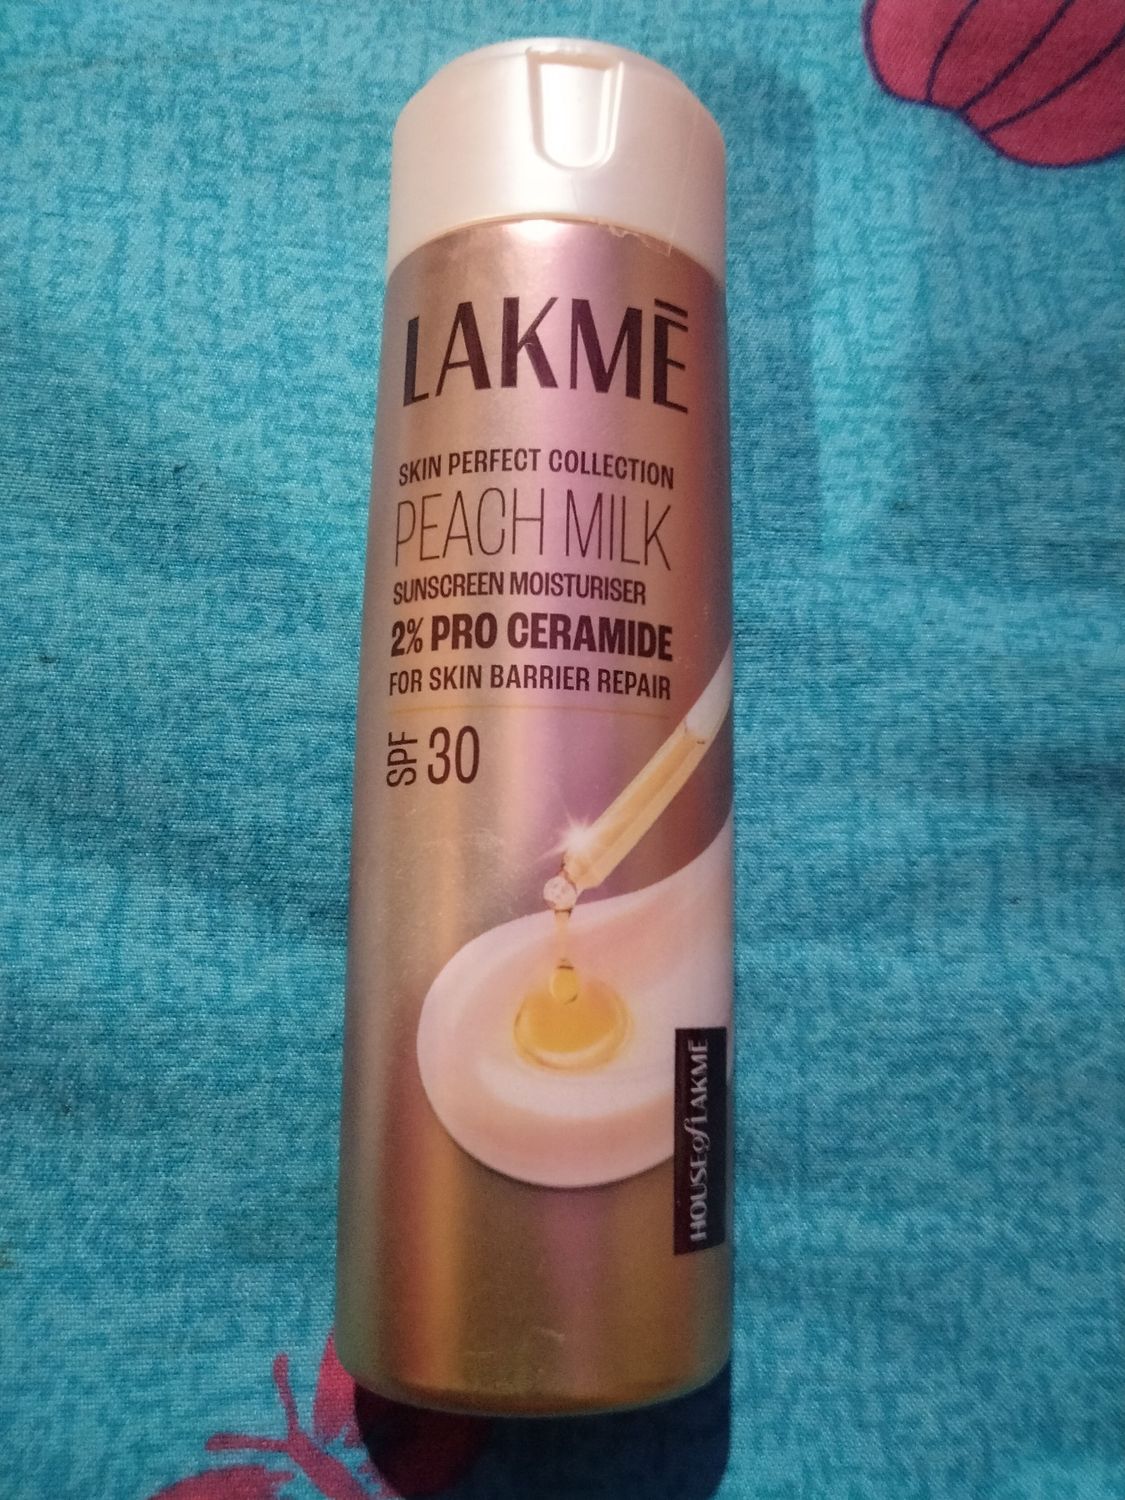 LAKMĒ
SKIN PERFECT COLLECTION
PEACH MILK
SUNSCREEN MOISTURISER
2% PRO CERAMIDE
FOR SKIN BARRIER REPAIR
SPF 30
HOUSE of LAKMĒ